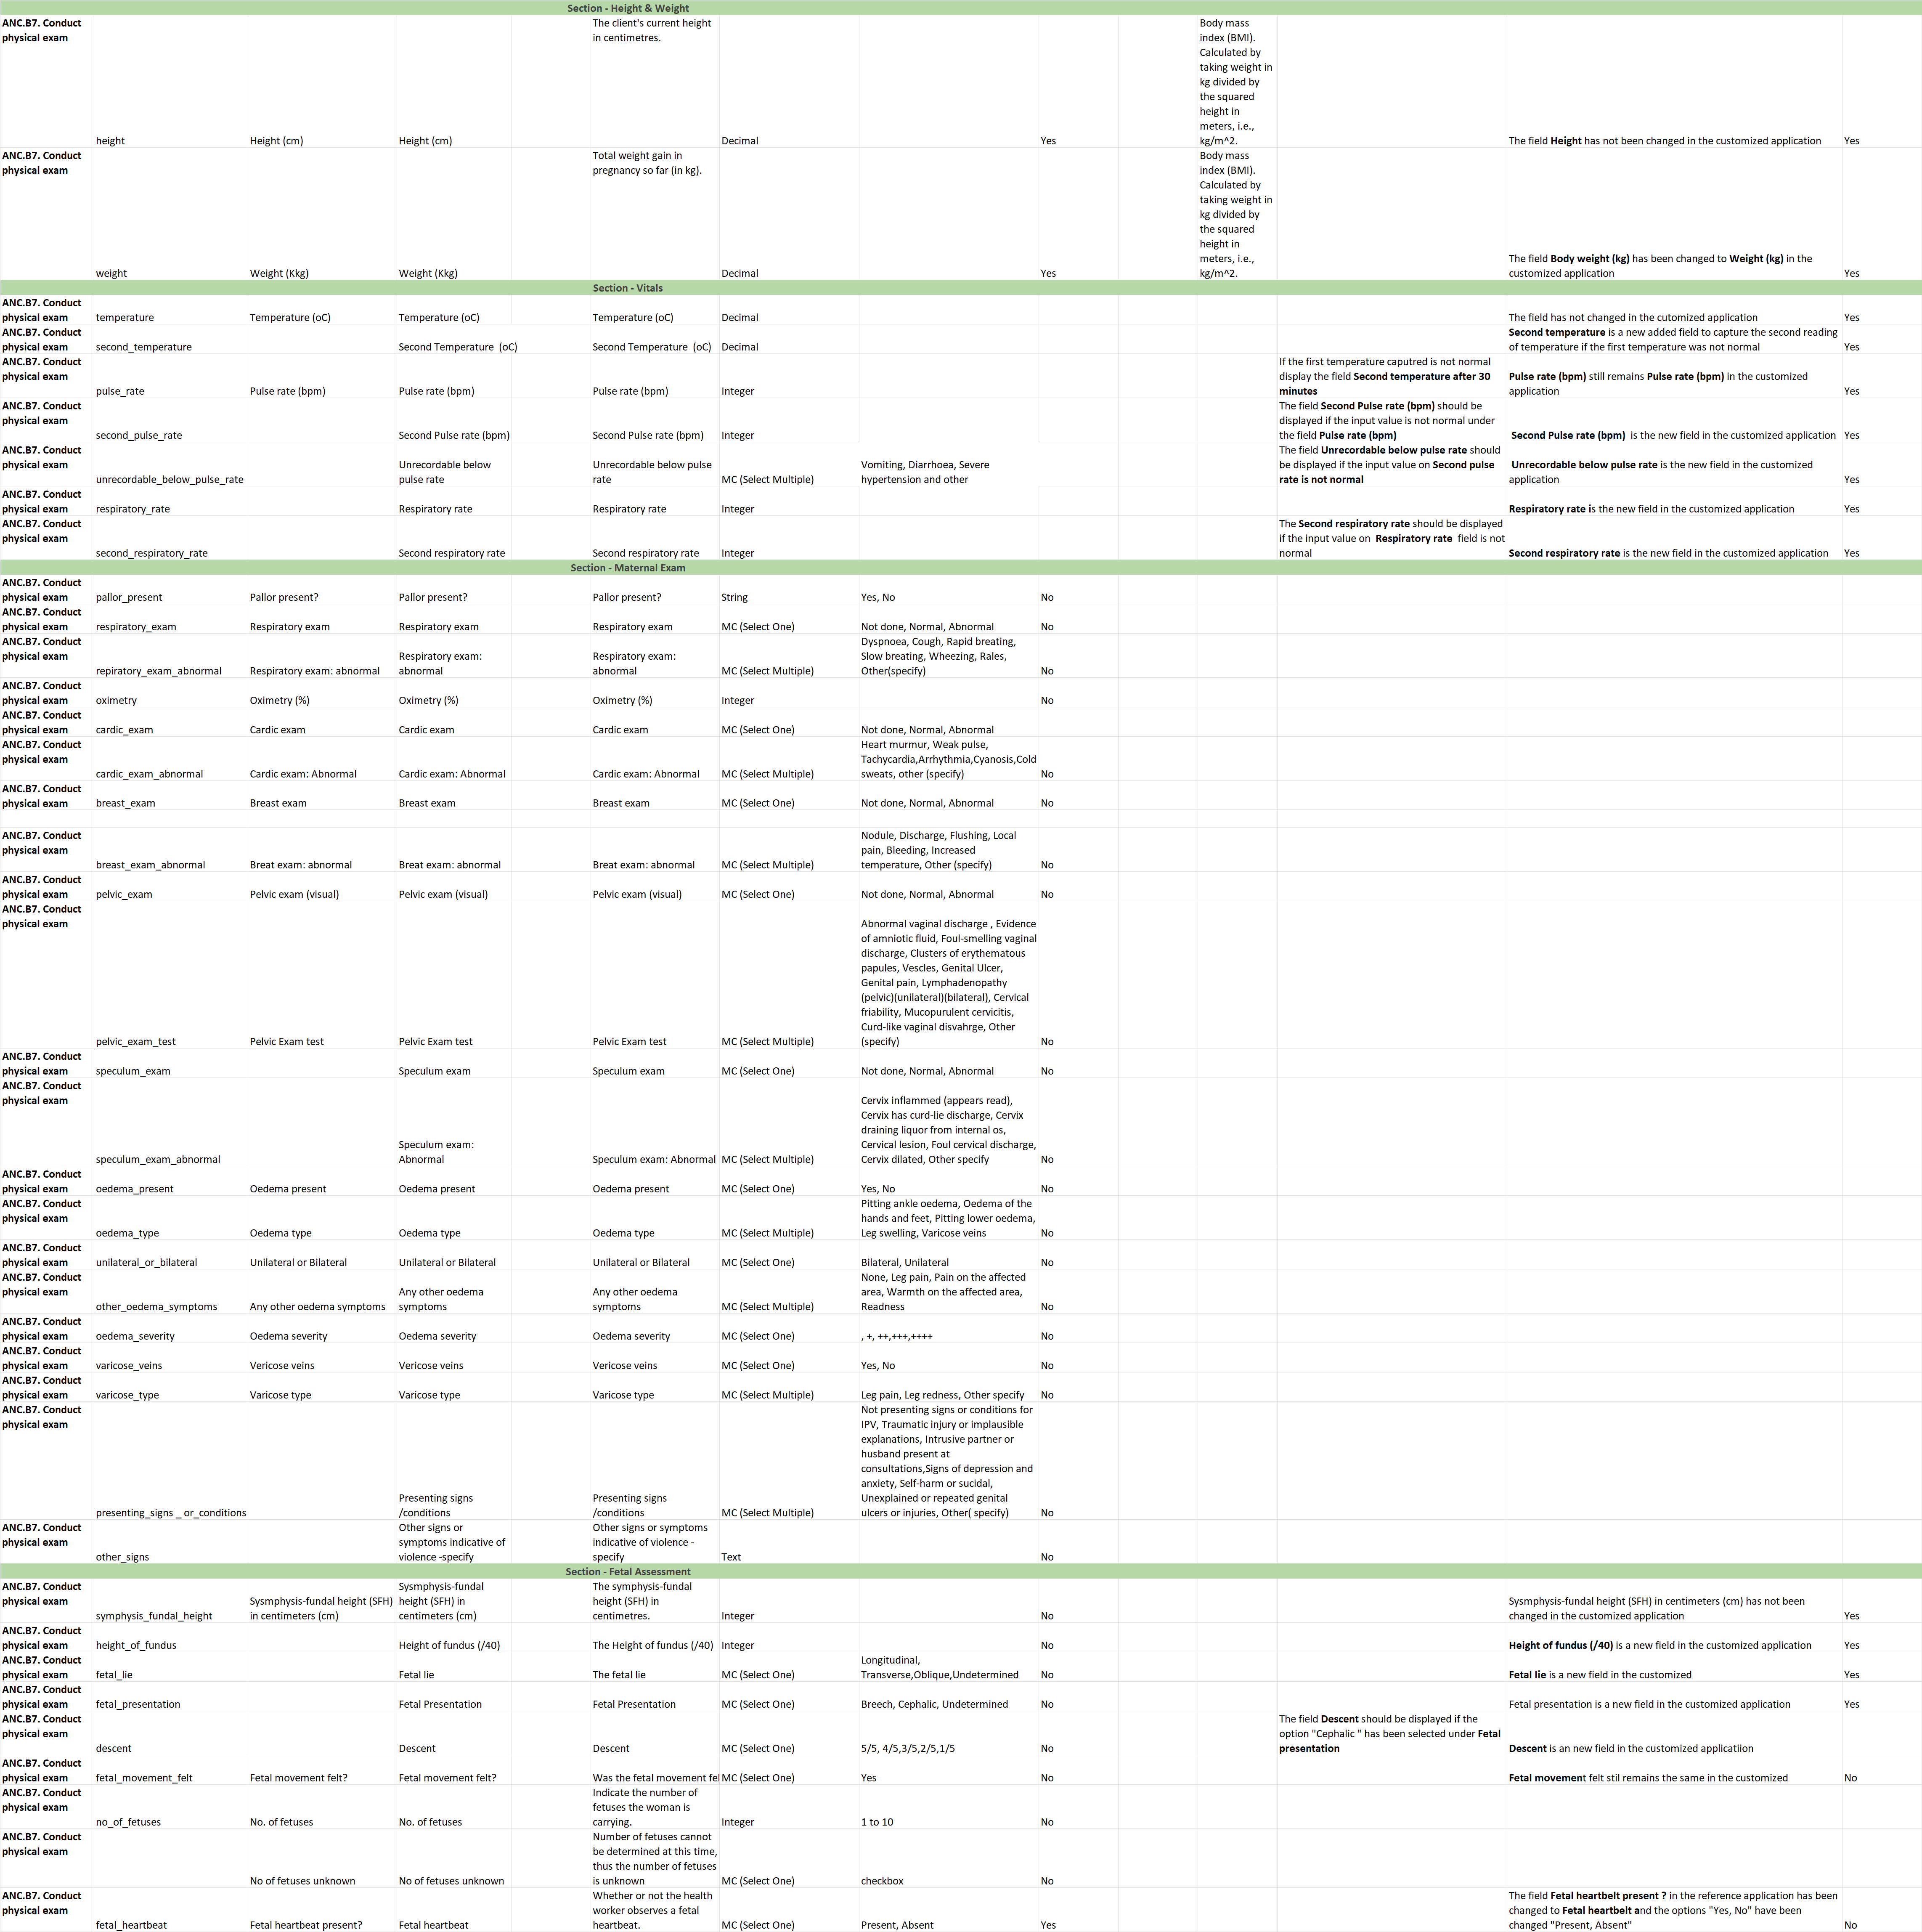 Section - Height & Weight
ANC.B7. Conduct
physical exam
height
Height (cm)
Height (cm)
The client's current height
in centimetres.
Decimal
Yes
Body mass
index (BMI).
Calculated by
taking weight in
kg divided by
the squared
height in
meters, i.e.,
kg/m^2.
The field Height has not been changed in the customized application
Yes
ANC.B7. Conduct
physical exam
weight
Weight (Kkg)
Weight (Kkg)
Total weight gain in
pregnancy so far (in kg).
Decimal
Yes
Body mass
index (BMI).
Calculated by
taking weight in
kg divided by
the squared
height in
meters, i.e.,
kg/m^2.
The field Body weight (kg) has been changed to Weight (kg) in the
customized application
Yes
Section - Vitals
ANC.B7. Conduct
physical exam
temperature
Temperature (oC)
Temperature (oC)
Temperature (oC)
Decimal
The field has not changed in the cutomized application
Yes
ANC.B7. Conduct
physical exam
second_temperature
Second Temperature  (oC)
Second Temperature  (oC)
Decimal
Second temperature is a new added field to capture the second reading
of temperature if the first temperature was not normal
Yes
ANC.B7. Conduct
physical exam
pulse_rate
Pulse rate (bpm)
Pulse rate (bpm)
Pulse rate (bpm)
Integer
If the first temperature caputred is not normal
display the field Second temperature after 30
minutes
Pulse rate (bpm) still remains Pulse rate (bpm) in the customized
application
Yes
ANC.B7. Conduct
physical exam
second_pulse_rate
Second Pulse rate (bpm)
Second Pulse rate (bpm)
Integer
The field Second Pulse rate (bpm) should be
displayed if the input value is not normal under
the field Pulse rate (bpm)
Second Pulse rate (bpm)  is the new field in the customized application
Yes
ANC.B7. Conduct
physical exam
unrecordable_below_pulse_rate
Unrecordable below
pulse rate
Unrecordable below pulse
rate
MC (Select Multiple)
Vomiting, Diarrhoea, Severe
hypertension and other
The field Unrecordable below pulse rate should
be displayed if the input value on Second pulse
rate is not normal
Unrecordable below pulse rate is the new field in the customized
application
Yes
ANC.B7. Conduct
physical exam
respiratory_rate
Respiratory rate
Respiratory rate
Integer
Respiratory rate is the new field in the customized application
Yes
ANC.B7. Conduct
physical exam
second_respiratory_rate
Second respiratory rate
Second respiratory rate
Integer
The Second respiratory rate should be displayed
if the input value on  Respiratory rate  field is not
normal
Second respiratory rate is the new field in the customized application
Yes
Section - Maternal Exam
ANC.B7. Conduct
physical exam
pallor_present
Pallor present?
Pallor present?
Pallor present?
String
Yes, No
No
ANC.B7. Conduct
physical exam
respiratory_exam
Respiratory exam
Respiratory exam
Respiratory exam
MC (Select One)
Not done, Normal, Abnormal
No
ANC.B7. Conduct
physical exam
repiratory_exam_abnormal
Respiratory exam: abnormal
Respiratory exam:
abnormal
Respiratory exam:
abnormal
MC (Select Multiple)
Dyspnoea, Cough, Rapid breating,
Slow breating, Wheezing, Rales,
Other(specify)
No
ANC.B7. Conduct
physical exam
oximetry
Oximetry (%)
Oximetry (%)
Oximetry (%)
Integer
No
ANC.B7. Conduct
physical exam
cardic_exam
Cardic exam
Cardic exam
Cardic exam
MC (Select One)
Not done, Normal, Abnormal
ANC.B7. Conduct
physical exam
cardic_exam_abnormal
Cardic exam: Abnormal
Cardic exam: Abnormal
Cardic exam: Abnormal
MC (Select Multiple)
Heart murmur, Weak pulse,
Tachycardia,Arrhythmia,Cyanosis,Cold
sweats, other (specify)
No
ANC.B7. Conduct
physical exam
breast_exam
Breast exam
Breast exam
Breast exam
MC (Select One)
Not done, Normal, Abnormal
No
ANC.B7. Conduct
physical exam
breast_exam_abnormal
Breat exam: abnormal
Breat exam: abnormal
Breat exam: abnormal
MC (Select Multiple)
Nodule, Discharge, Flushing, Local
pain, Bleeding, Increased
temperature, Other (specify)
No
ANC.B7. Conduct
physical exam
pelvic_exam
Pelvic exam (visual)
Pelvic exam (visual)
Pelvic exam (visual)
MC (Select One)
Not done, Normal, Abnormal
No
ANC.B7. Conduct
physical exam
pelvic_exam_test
Pelvic Exam test
Pelvic Exam test
Pelvic Exam test
MC (Select Multiple)
Abnormal vaginal discharge , Evidence
of amniotic fluid, Foul-smelling vaginal
discharge, Clusters of erythematous
papules, Vescles, Genital Ulcer,
Genital pain, Lymphadenopathy
(pelvic)(unilateral)(bilateral), Cervical
friability, Mucopurulent cervicitis,
Curd-like vaginal disvahrge, Other
(specify)
No
ANC.B7. Conduct
physical exam
speculum_exam
Speculum exam
Speculum exam
MC (Select One)
Not done, Normal, Abnormal
No
ANC.B7. Conduct
physical exam
speculum_exam_abnormal
Speculum exam:
Abnormal
Speculum exam: Abnormal
MC (Select Multiple)
Cervix inflammed (appears read),
Cervix has curd-lie discharge, Cervix
draining liquor from internal os,
Cervical lesion, Foul cervical discharge,
Cervix dilated, Other specify
No
ANC.B7. Conduct
physical exam
oedema_present
Oedema present
Oedema present
Oedema present
MC (Select One)
Yes, No
No
ANC.B7. Conduct
physical exam
oedema_type
Oedema type
Oedema type
Oedema type
MC (Select Multiple)
Pitting ankle oedema, Oedema of the
hands and feet, Pitting lower oedema,
Leg swelling, Varicose veins
No
ANC.B7. Conduct
physical exam
unilateral_or_bilateral
Unilateral or Bilateral
Unilateral or Bilateral
Unilateral or Bilateral
MC (Select One)
Bilateral, Unilateral
No
ANC.B7. Conduct
physical exam
other_oedema_symptoms
Any other oedema symptoms
Any other oedema
symptoms
Any other oedema
symptoms
MC (Select Multiple)
None, Leg pain, Pain on the affected
area, Warmth on the affected area,
Readness
No
ANC.B7. Conduct
physical exam
oedema_severity
Oedema severity
Oedema severity
Oedema severity
MC (Select One)
, +, ++,+++,++++
No
ANC.B7. Conduct
physical exam
varicose_veins
Vericose veins
Vericose veins
Vericose veins
MC (Select One)
Yes, No
No
ANC.B7. Conduct
physical exam
varicose_type
Varicose type
Varicose type
Varicose type
MC (Select Multiple)
Leg pain, Leg redness, Other specify
No
ANC.B7. Conduct
physical exam
presenting_signs _ or_conditions
Presenting signs
/conditions
Presenting signs
/conditions
MC (Select Multiple)
Not presenting signs or conditions for
IPV, Traumatic injury or implausible
explanations, Intrusive partner or
husband present at
consultations,Signs of depression and
anxiety, Self-harm or sucidal,
Unexplained or repeated genital
ulcers or injuries, Other( specify)
No
ANC.B7. Conduct
physical exam
other_signs
Other signs or
symptoms indicative of
violence -specify
Other signs or symptoms
indicative of violence -
specify
Text
No
Section - Fetal Assessment
ANC.B7. Conduct
physical exam
symphysis_fundal_height
Sysmphysis-fundal height (SFH)
in centimeters (cm)
Sysmphysis-fundal
height (SFH) in
centimeters (cm)
The symphysis-fundal
height (SFH) in
centimetres.
Integer
No
Sysmphysis-fundal height (SFH) in centimeters (cm) has not been
changed in the customized application
Yes
ANC.B7. Conduct
physical exam
height_of_fundus
Height of fundus (/40)
The Height of fundus (/40)
Integer
No
Height of fundus (/40) is a new field in the customized application
Yes
ANC.B7. Conduct
physical exam
fetal_lie
Fetal lie
The fetal lie
MC (Select One)
Longitudinal,
Transverse,Oblique,Undetermined
No
Fetal lie is a new field in the customized
Yes
ANC.B7. Conduct
physical exam
fetal_presentation
Fetal Presentation
Fetal Presentation
MC (Select One)
Breech, Cephalic, Undetermined
No
Fetal presentation is a new field in the customized application
Yes
ANC.B7. Conduct
physical exam
descent
Descent
Descent
MC (Select One)
5/5, 4/5,3/5,2/5,1/5
No
The field Descent should be displayed if the
option "Cephalic " has been selected under Fetal
presentation
Descent is an new field in the customized applicatiion
ANC.B7. Conduct
physical exam
fetal_movement_felt
Fetal movement felt?
Fetal movement felt?
Was the fetal movement fel
MC (Select One)
Yes
No
Fetal movement felt stil remains the same in the customized
No
ANC.B7. Conduct
physical exam
no_of_fetuses
No. of fetuses
No. of fetuses
Indicate the number of
fetuses the woman is
carrying.
Integer
1 to 10
No
ANC.B7. Conduct
physical exam
No of fetuses unknown
No of fetuses unknown
Number of fetuses cannot
be determined at this time,
thus the number of fetuses
is unknown
MC (Select One)
checkbox
No
ANC.B7. Conduct
physical exam
fetal_heartbeat
Fetal heartbeat present?
Fetal heartbeat
Whether or not the health
worker observes a fetal
heartbeat.
MC (Select One)
Present, Absent
Yes
The field Fetal heartbelt present ? in the reference application has been
changed to Fetal heartbelt and the options "Yes, No" have been
changed "Present, Absent"
No